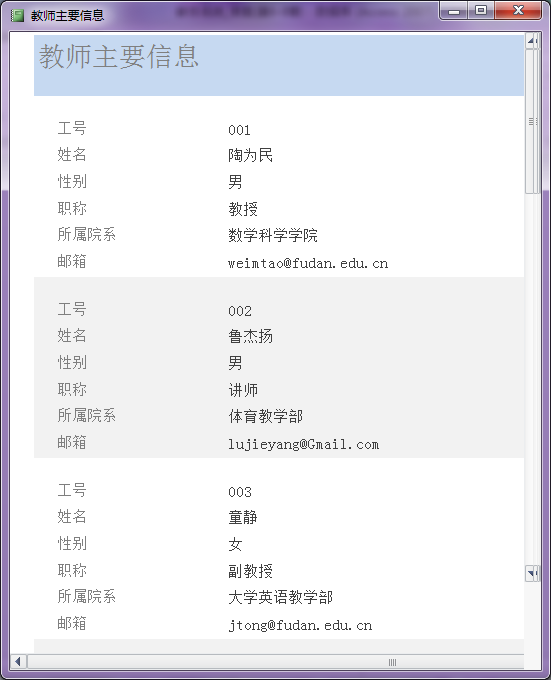 教师主要信息
教师主要信息
工号 001
姓名 陶为民
性别 男
职称 教授
所属院系 数学科学学院
邮箱 weimtao@fudan.edu.cn
工号 002
姓名 鲁杰扬
性别 男
职称 讲师
所属院系 体育教学部
邮箱 lujieyang@Gmail.com
工号 003
姓名 童静
性别 女
职称 副教授
所属院系 大学英语教学部
邮箱 jtong@fudan.edu.cn